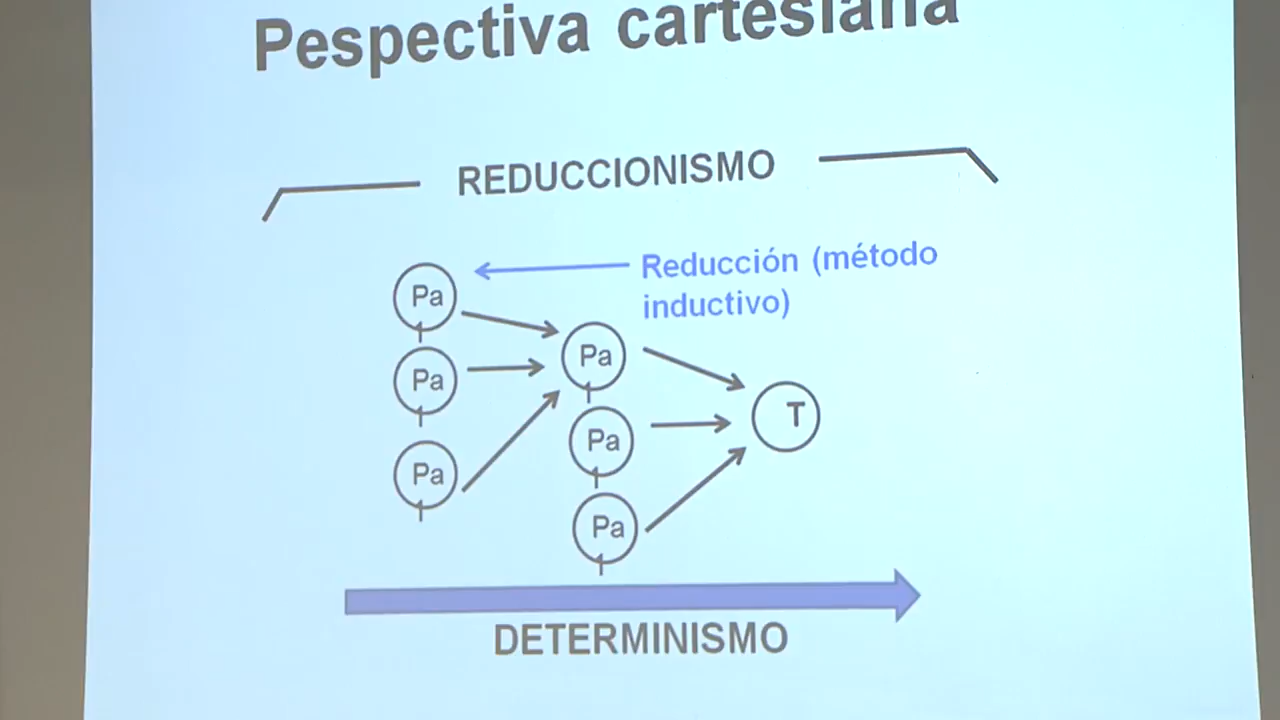 Pespectiva cartesiana
REDUCCIONISMO
Reducción (método
inductivo)
Pa
Pa
Pa
Pa
T
Pa
Pa
DETERMINISMO